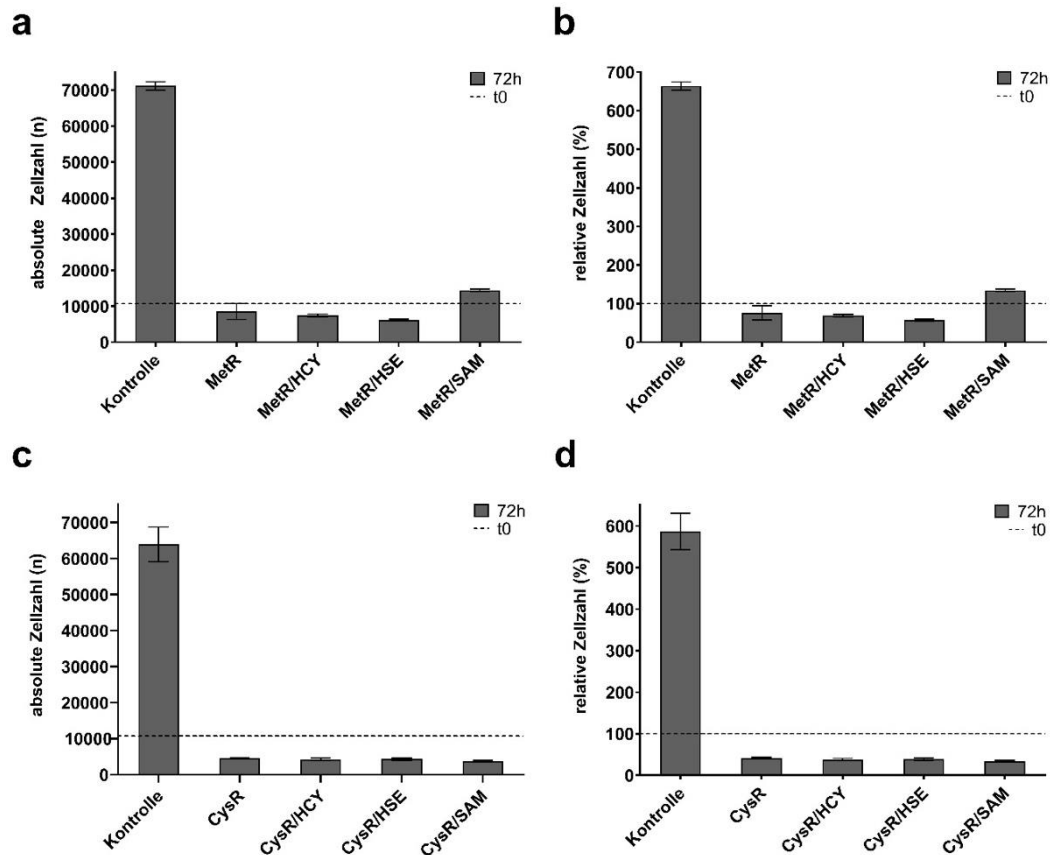 a
absolute Zellzahl (n)
70000
60000
50000
40000
30000
20000
10000
0
72h
t0
Kontrolle
MetR
MetR/HCY
MetR/HSE
MetR/SAM
b
relative Zellzahl (%)
700
600
500
400
300
200
100
0
72h
t0
Kontrolle
MetR
MetR/HCY
MetR/HSE
MetR/SAM
c
absolute Zellzahl (n)
70000
60000
50000
40000
30000
20000
10000
0
72h
t0
Kontrolle
CysR
CysR/HCY
CysR/HSE
CysR/SAM
d
relative Zellzahl (%)
600
500
400
300
200
100
0
72h
t0
Kontrolle
CysR
CysR/HCY
CysR/HSE
CysR/SAM